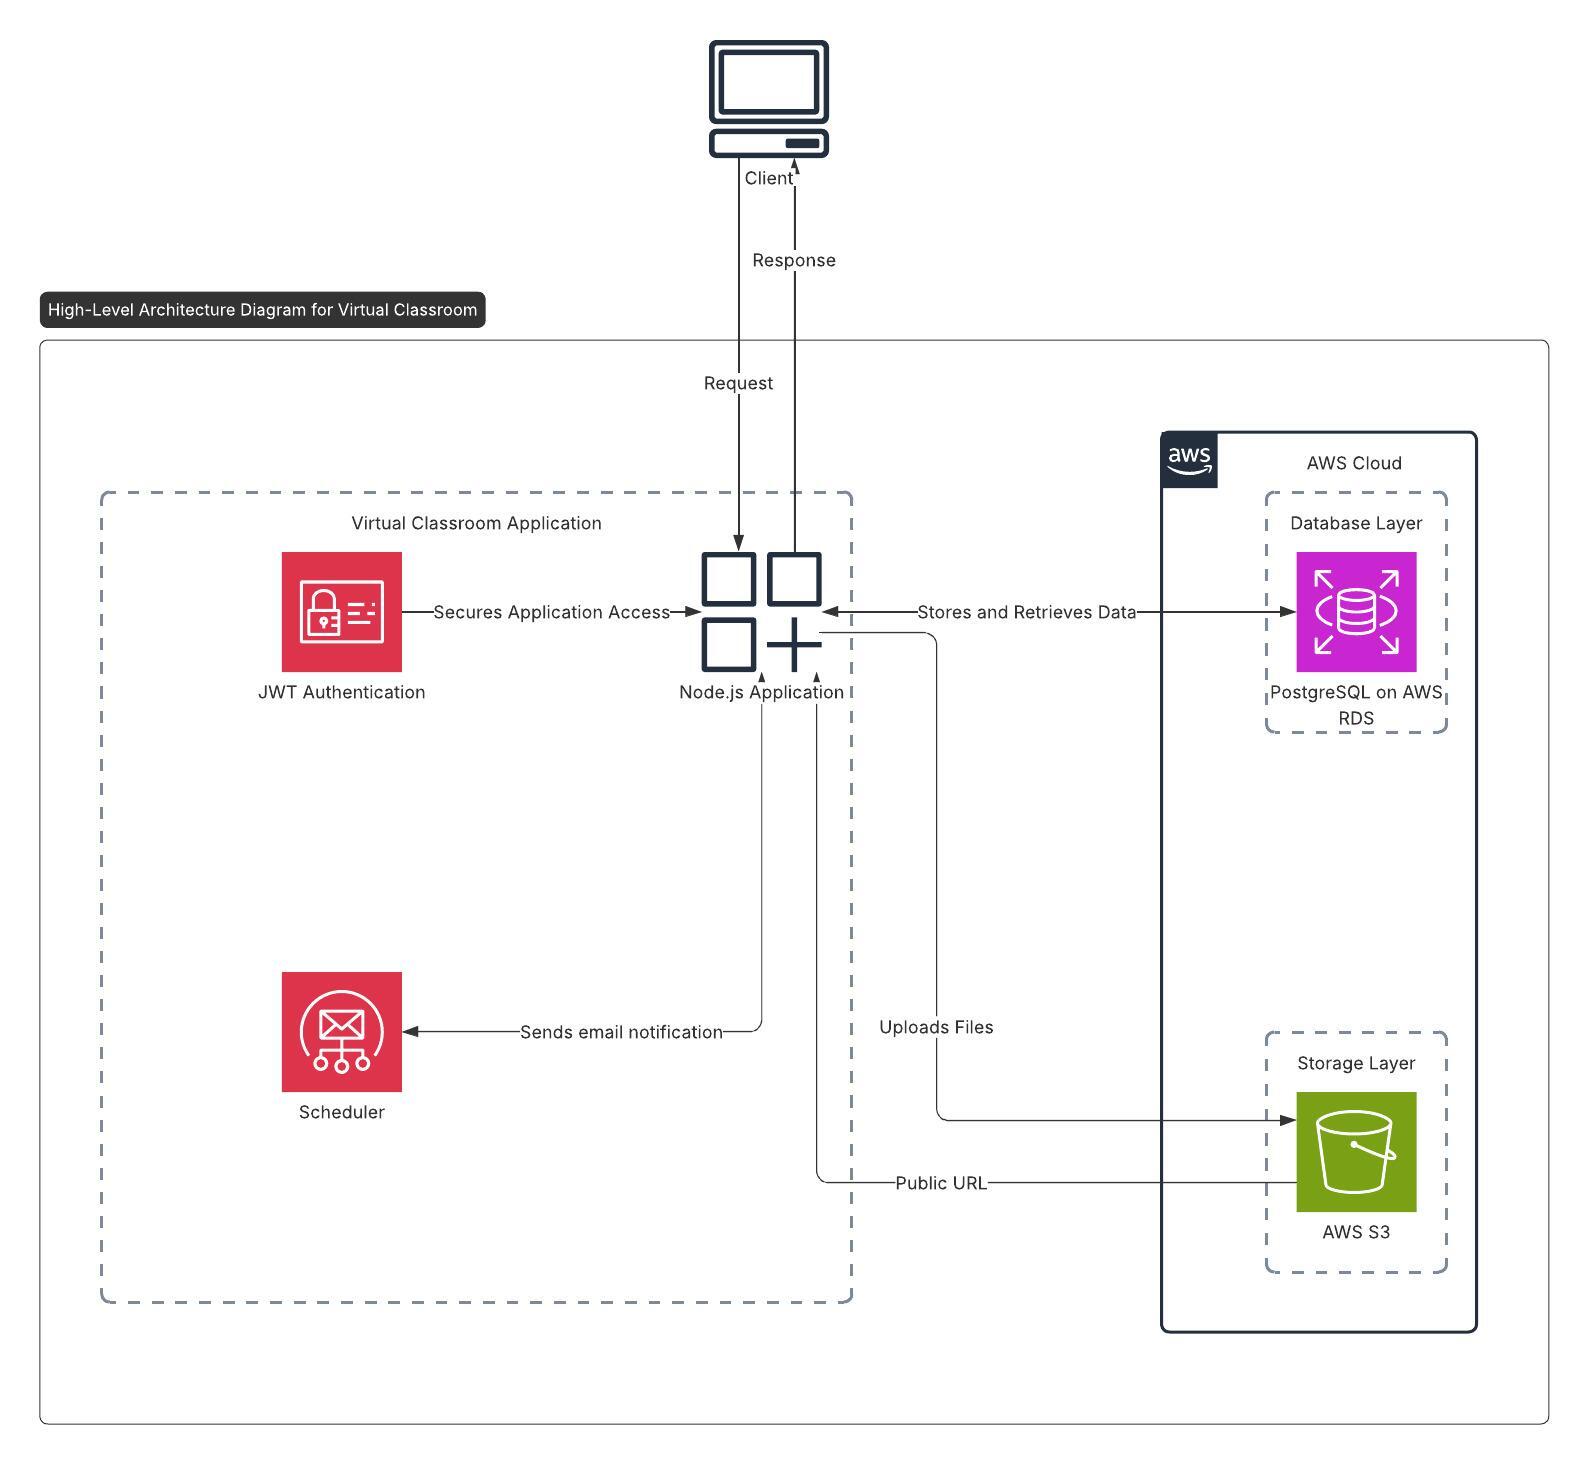 Client
Response
High-Level Architecture Diagram for Virtual Classroom
Request
aws
AWS Cloud
Virtual Classroom Application
Database Layer
Secures Application Access
Stores and Retrieves Data
JWT Authentication
Node.js Application
PostgreSQL on AWS
RDS
Sends email notification
Uploads Files
Storage Layer
Scheduler
Public URL
AWS S3